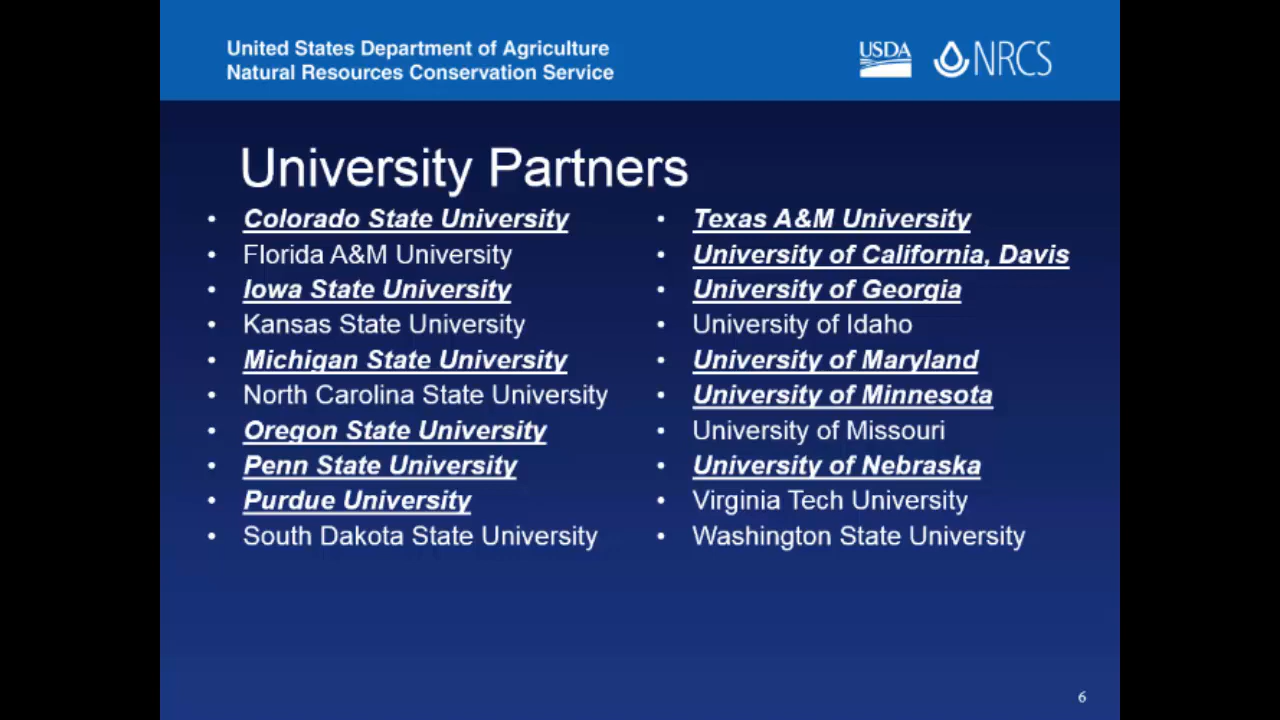 United States Department of Agriculture
Natural Resources Conservation Service
USDA
NRCS
University Partners
• Colorado State University
• Florida A&M University
• Iowa State University
• Kansas State University
• Michigan State University
• North Carolina State University
• Oregon State University
• Penn State University
• Purdue University
• South Dakota State University
• Texas A&M University
• University of California, Davis
• University of Georgia
• University of Idaho
• University of Maryland
• University of Minnesota
• University of Missouri
• University of Nebraska
• Virginia Tech University
• Washington State University
6